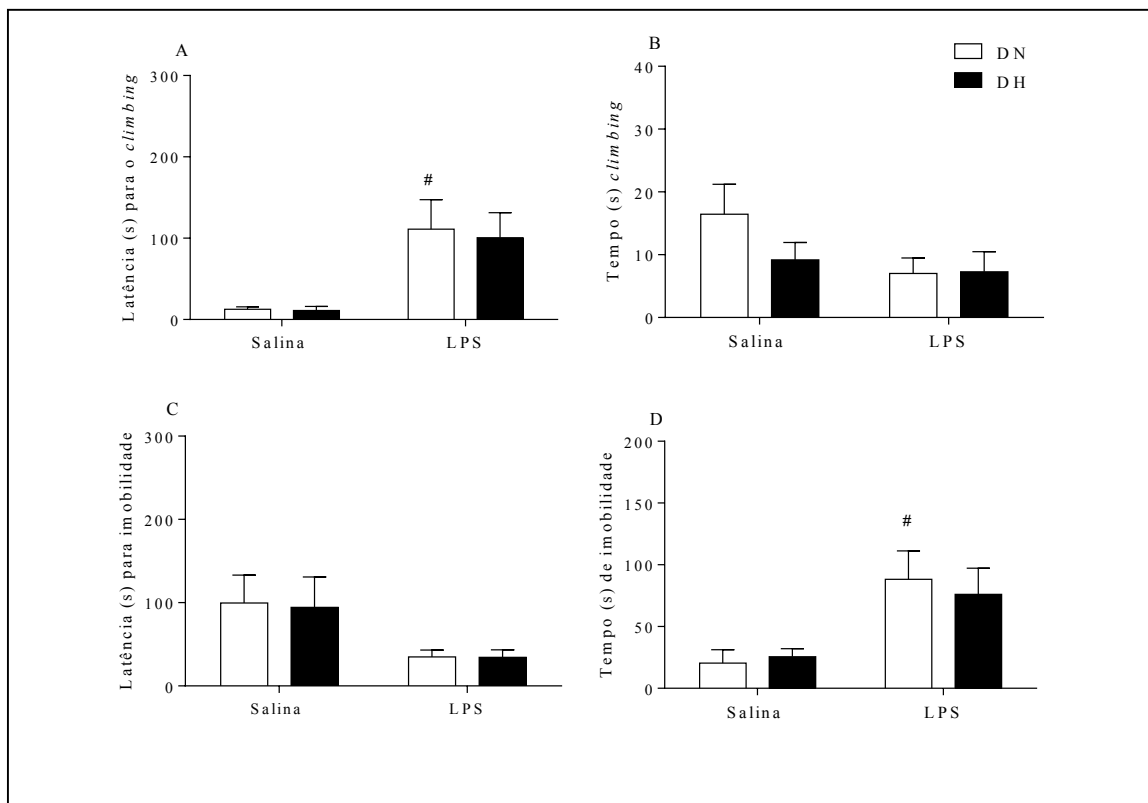 A
Latência (s) para o climbing
300
200
100
0
#
Salina
LPS
B
DN
DH
Tempo (s) climbing
40
30
20
10
0
Salina
LPS
C
Latência (s) para imobilidade
300
200
100
0
Salina
LPS
D
Tempo (s) de imobilidade
200
150
100
50
0
#
Salina
LPS